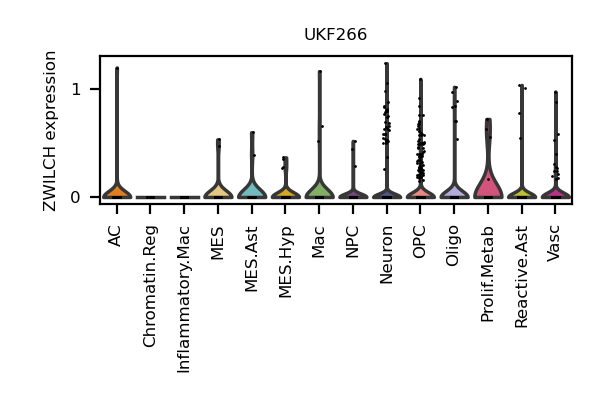 UKF266
ZWILCH expression
1
0
AC
Chromatin.Reg
Inflammatory.Mac
MES
MES.Ast
MES.Hyp
Mac
NPC
Neuron
OPC
Oligo
Prolif.Metab
Reactive.Ast
Vasc